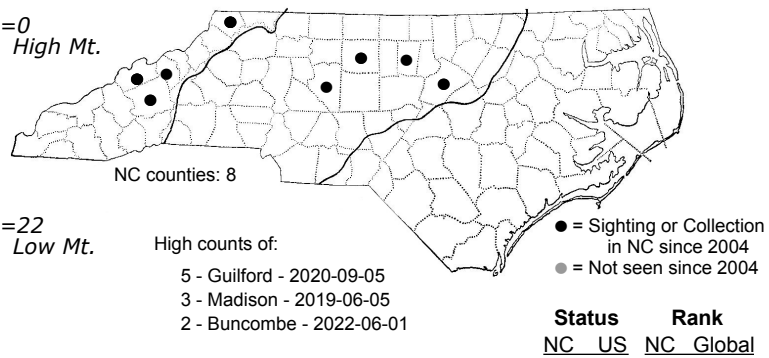 =0
High Mt.
NC counties: 8
=22
Low Mt.
High counts of:
5 - Guilford - 2020-09-05
3 - Madison - 2019-06-05
2 - Buncombe - 2022-06-01
● = Sighting or Collection
in NC since 2004
● = Not seen since 2004
Status Rank
NC US NC Global